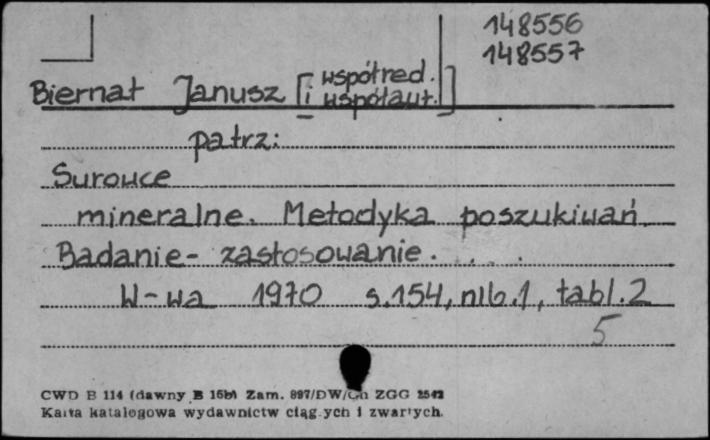 148556
148557
Biernat Janusz [współred.
i współaut.]
patrz:
Surowce
mineralne. Metodyka poszukiwań.
Badanie - zastosowanie. . . .
W-wa 1970 s.154, nlb.1, tabl.2
5
CWD B 114 (dawny B 16b) Zam. 897/DW/Gn ZGG 2542
Karta katalogowa wydawnictw ciągłych i zwartych.